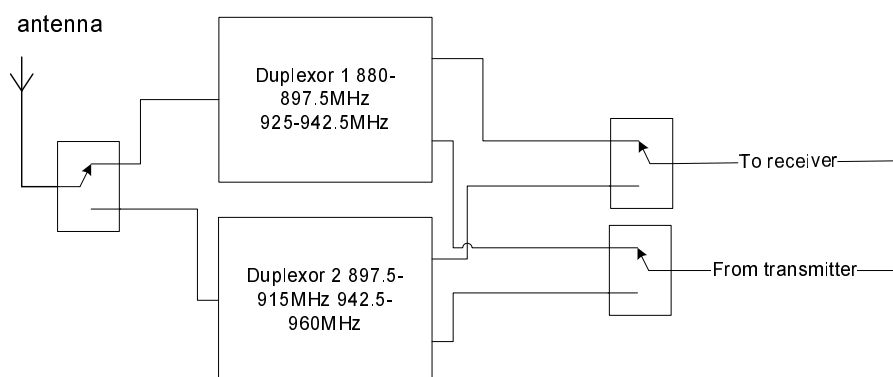 antenna
Duplexor 1 880-
897.5MHz
925-942.5MHz
To receiver
Duplexor 2 897.5-
915MHz 942.5-
960MHz
From transmitter